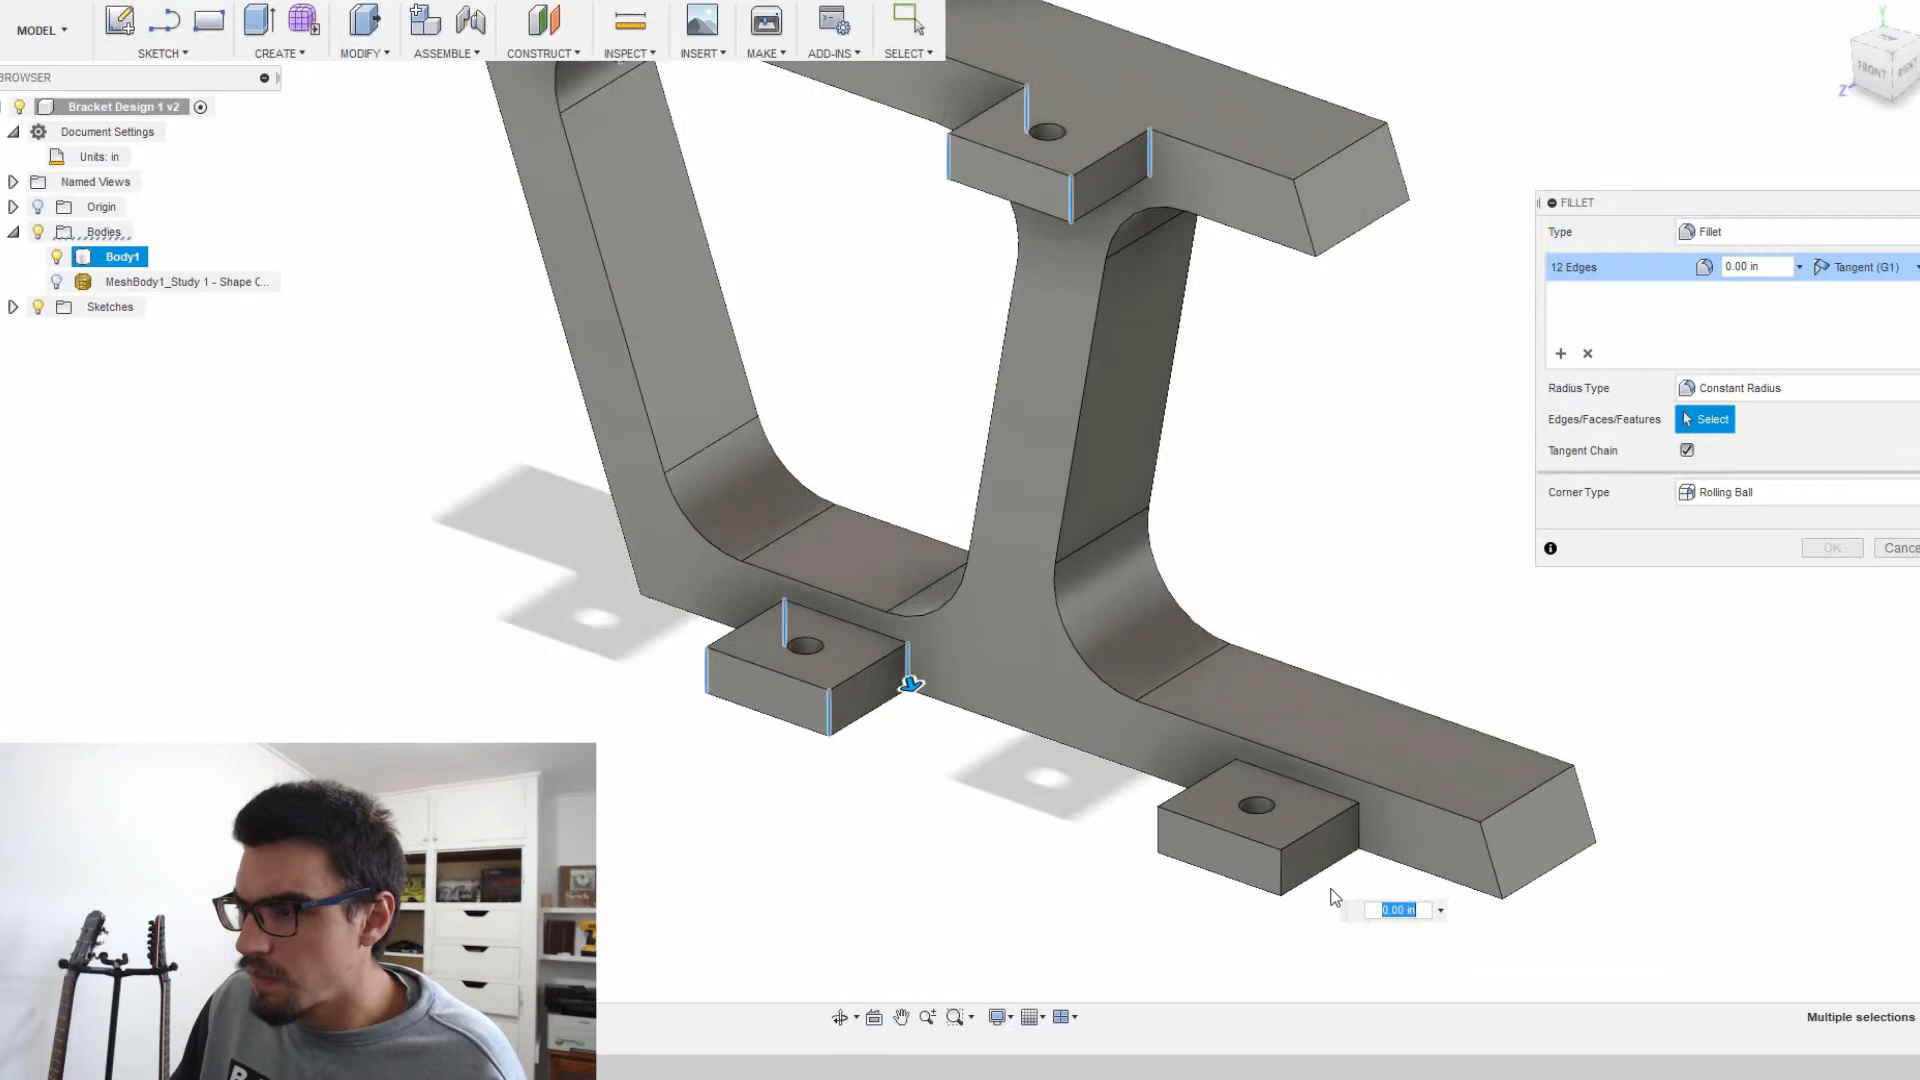 MODEL
SKETCH
CREATE
MODIFY
ASSEMBLE
CONSTRUCT
INSPECT
INSERT
MAKE
ADD-INS
SELECT
BROWSER
Bracket Design 1 v2
Document Settings
Units: in
Named Views
Origin
Bodies
Body1
MeshBody1_Study 1 - Shape C...
Sketches
FRONT
RIGHT
Z
FILLET
Type
Fillet
12 Edges
0.00 in
Tangent (G1)
Radius Type
Constant Radius
Edges/Faces/Features
Select
Tangent Chain
Corner Type
Rolling Ball
OK
Cance
0.00 in
Multiple selections